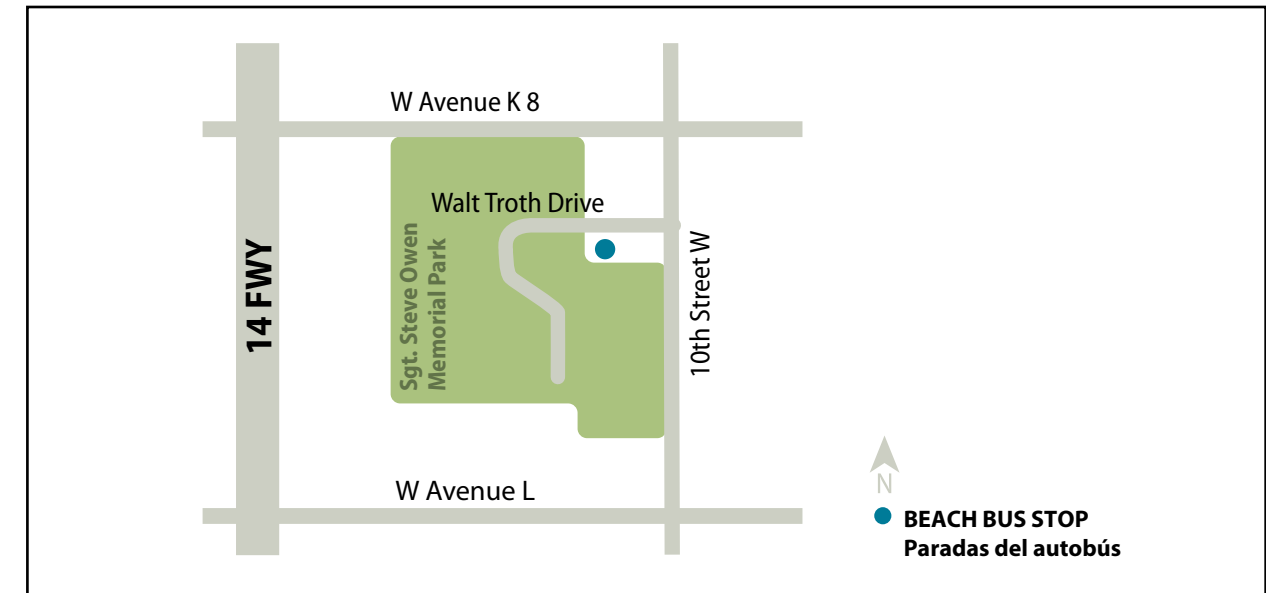 W Avenue K 8
Walt Troth Drive
Sgt. Steve Owen
Memorial Park
14 FWY
10th Street W
W Avenue L
N
BEACH BUS STOP
Paradas del autobús